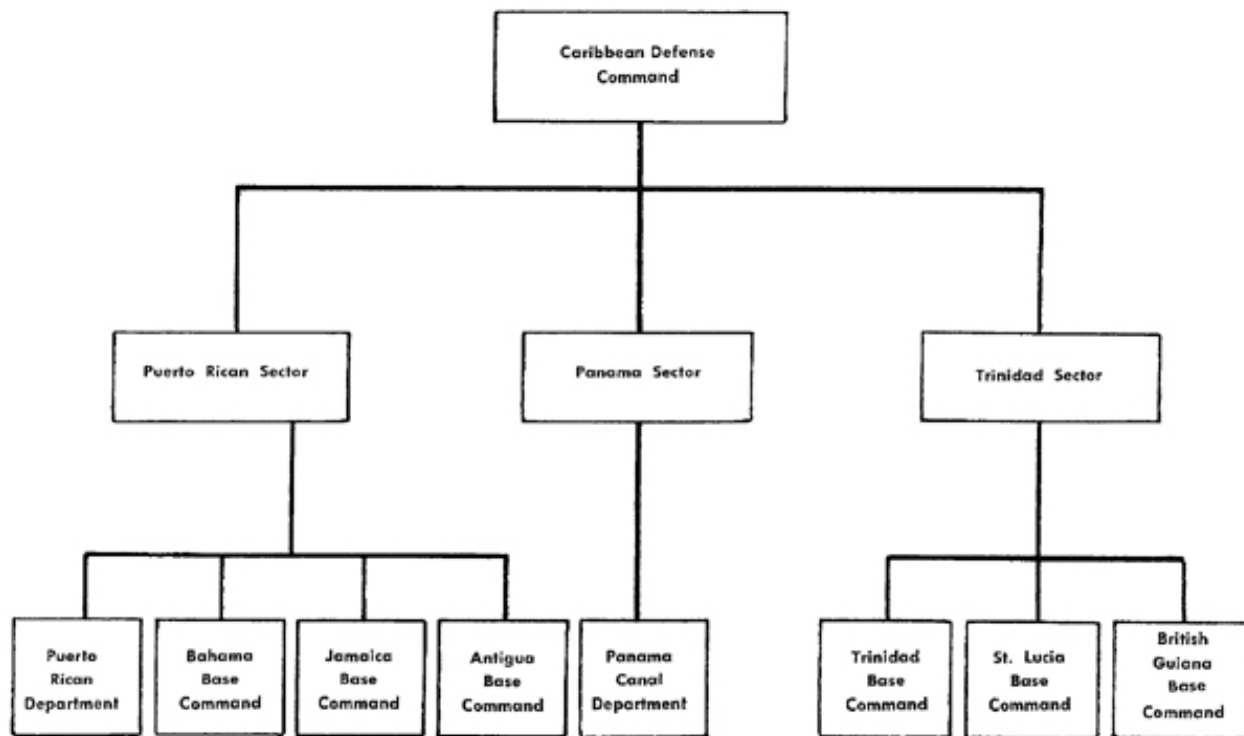 Caribbean Defense
Command
Puerto Rican Sector
Panama Sector
Trinidad Sector
Puerto
Rican
Department
Bahama
Base
Command
Jamaica
Base
Command
Antigua
Base
Command
Panama
Canal
Department
Trinidad
Base
Command
St. Lucia
Base
Command
British
Guiana
Base
Command